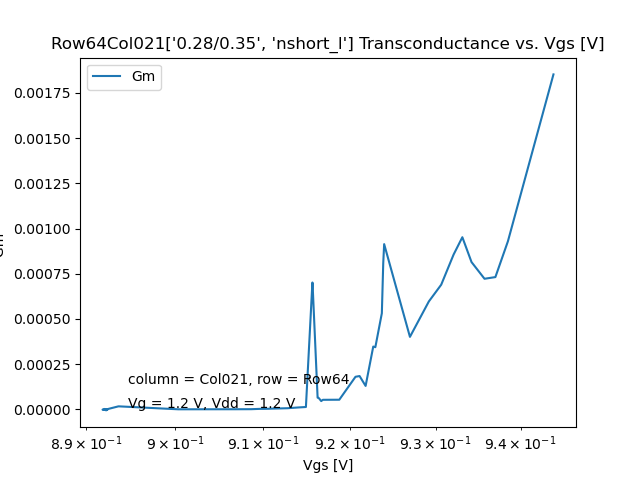 Row64Col021['0.28/0.35', 'nshort_l'] Transconductance vs. Vgs [V]
Gm
0.00175
0.00150
0.00125
0.00100
0.00075
0.00050
0.00025
0.00000
Gm
column = Col021, row = Row64
Vg = 1.2 V, Vdd = 1.2 V
8.9 × 10⁻¹ 9 × 10⁻¹ 9.1 × 10⁻¹ 9.2 × 10⁻¹ 9.3 × 10⁻¹ 9.4 × 10⁻¹
Vgs [V]